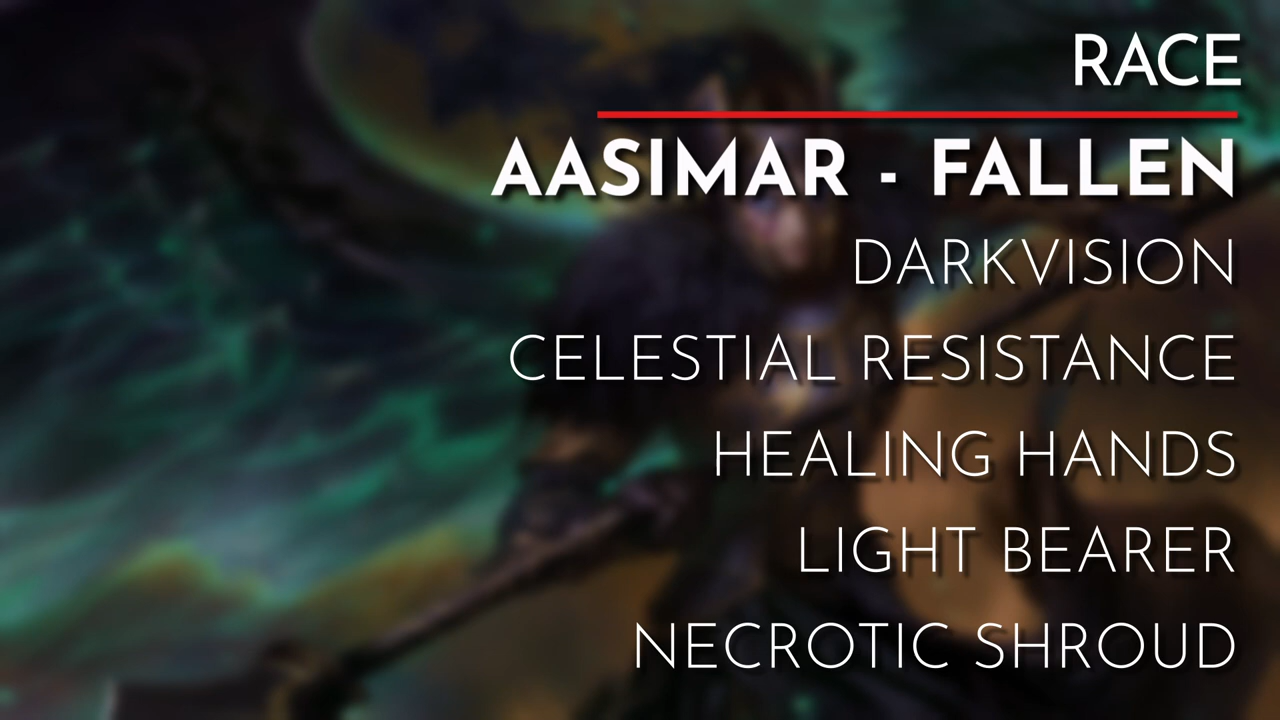 RACE
AASIMAR - FALLEN
DARKVISION
CELESTIAL RESISTANCE
HEALING HANDS
LIGHT BEARER
NECROTIC SHROUD